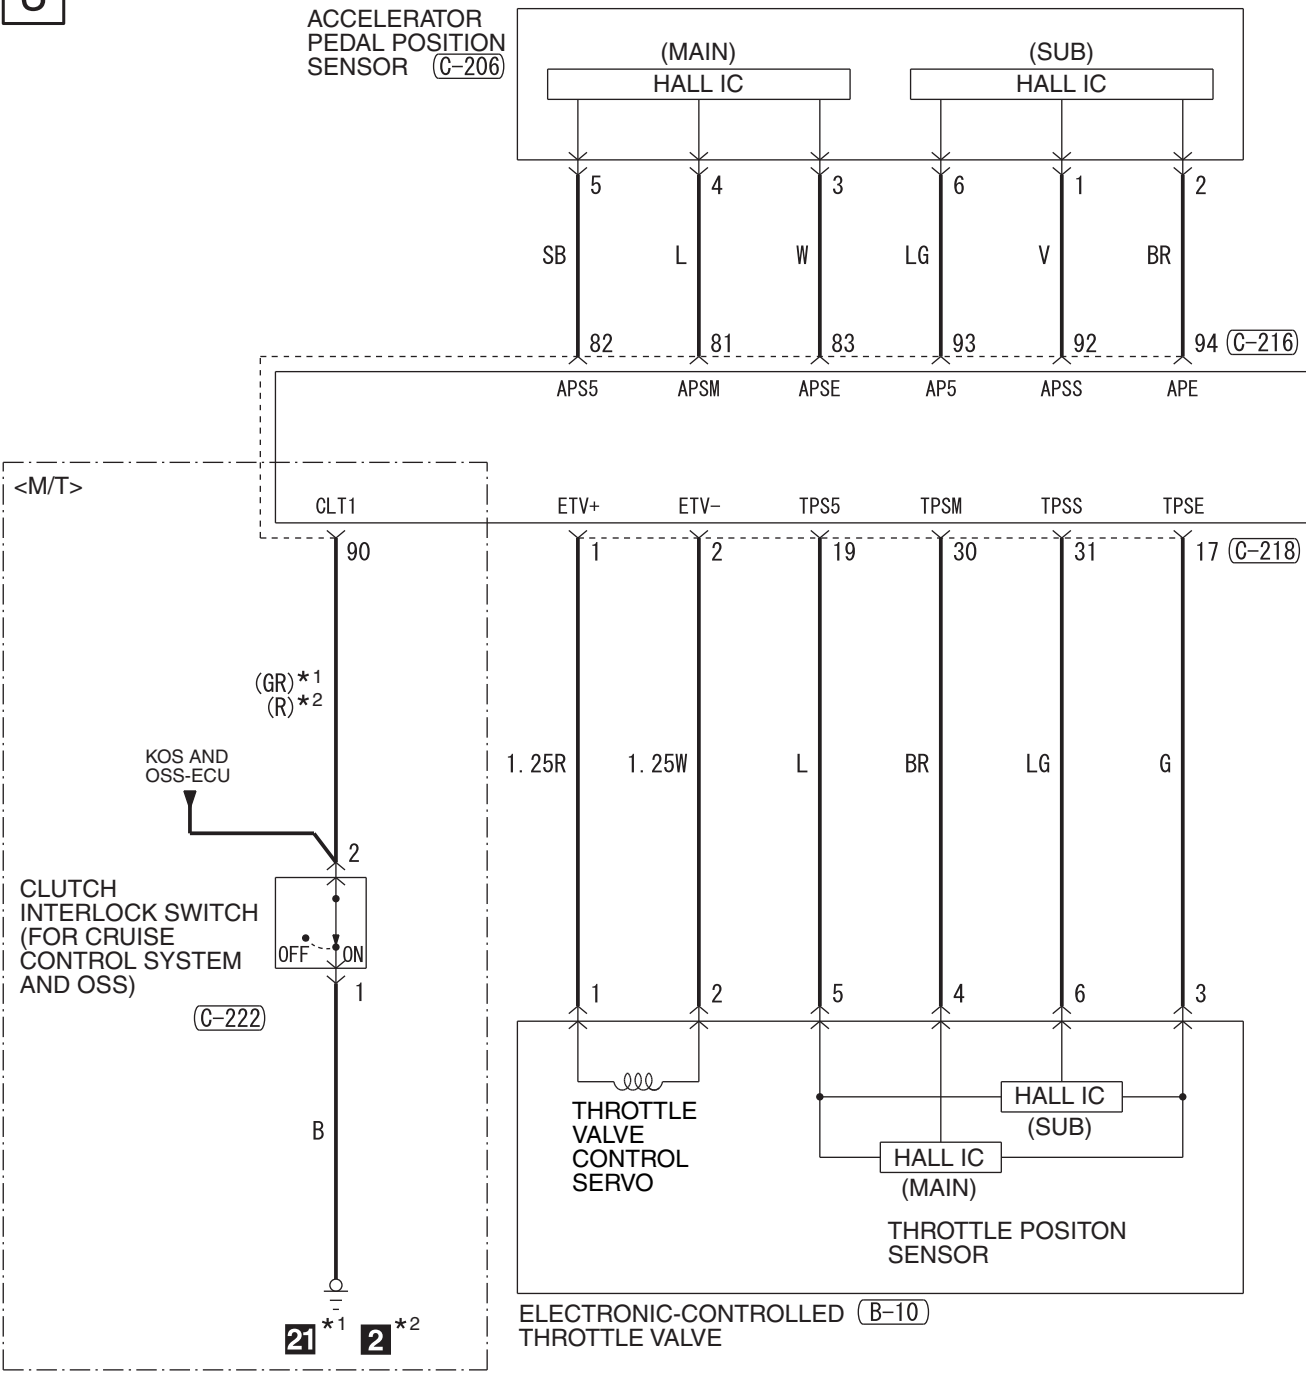 ACCELERATOR
PEDAL POSITION
SENSOR C-206
(MAIN) (SUB)
HALL IC HALL IC
5 4 3 6 1 2
SB L W LG V BR
82 81 83 93 92 94 C-216
APS5 APSM APSE AP5 APSS APE
<M/T>
CLT1 ETV+ ETV- TPS5 TPSM TPSS TPSE
90 1 2 19 30 31 17 C-218
(GR)*1
(R)*2
KOS AND
OSS-ECU
1.25R 1.25W L BR LG G
2
CLUTCH
INTERLOCK SWITCH
(FOR CRUISE
CONTROL SYSTEM
AND OSS)
OFF ON
1
C-222
1 2 5 4 6 3
B
THROTTLE
VALVE
CONTROL
SERVO
HALL IC
(SUB)
HALL IC
(MAIN)
THROTTLE POSITON
SENSOR
ELECTRONIC-CONTROLLED B-10
THROTTLE VALVE
21 *1 2 *2